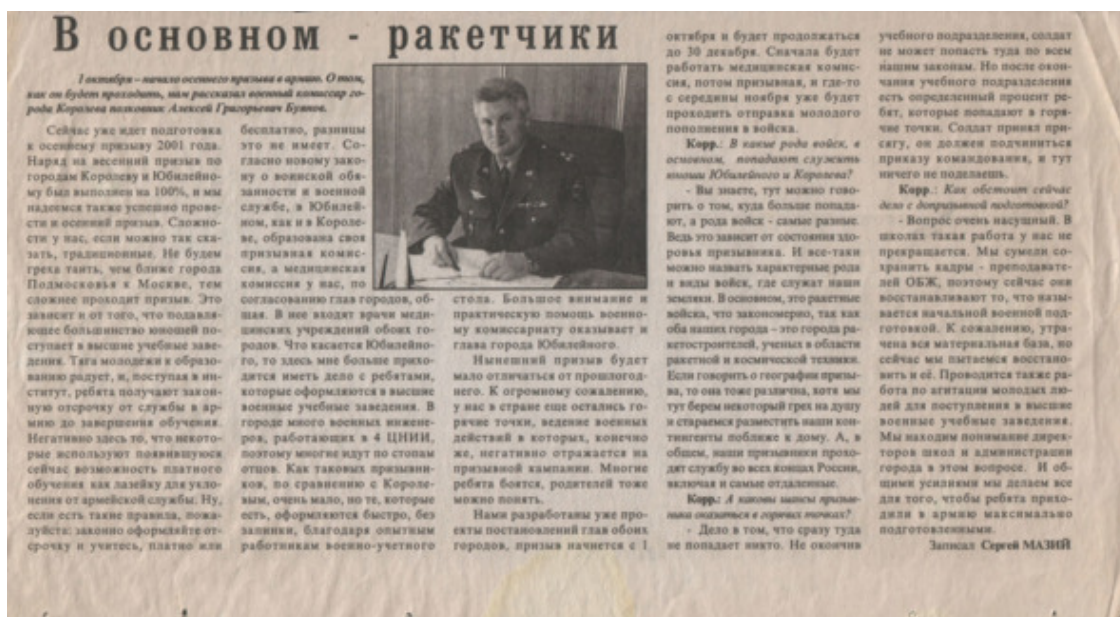 В основном - ракетчики
1 октября – начало осеннего призыва в армию. О том,
как он будет проходить, нам рассказал военный комиссар го-
рода Королева полковник Алексей Григорьевич Буянов.
Сейчас уже идет подготовка
к осеннему призыву 2001 года.
Наряд на весенний призыв по
городам Королеву и Юбилейно-
му был выполнен на 100%, и мы
надеемся также успешно прове-
сти и осенний призыв. Сложно-
сти у нас, если можно так ска-
зать, традиционные. Не будем
греха таить, чем ближе города
Подмосковья к Москве, тем
сложнее проходит призыв. Это
зависит и от того, что подавля-
ющее большинство юношей по-
ступает в высшие учебные заве-
дения. Тяга молодежи к образо-
ванию радует, и, поступая в ин-
ститут, ребята получают закон-
ную отсрочку от службы в ар-
мию до завершения обучения.
Негативно здесь то, что некото-
рые используют появившуюся
сейчас возможность платного
обучения как лазейку для укло-
нения от армейской службы. Ну,
если есть такие правила, пожа-
луйста: законно оформляйте от-
срочку и учитесь, платно или
бесплатно, разницы
это не имеет. Со-
гласно новому зако-
ну о воинской обя-
занности и военной
службе, в Юбилей-
ном, как и в Короле-
ве, образована своя
призывная комис-
сия, а медицинская
комиссия у нас, по
согласованию глав городов, об-
щая. В нее входят врачи меди-
цинских учреждений обоих го-
родов. Что касается Юбилейно-
го, то здесь мне больше прихо-
дится иметь дело с ребятами,
которые оформляются в высшие
военные учебные заведения. В
городе много военных инжене-
ров, работающих в 4 ЦНИИ,
поэтому многие идут по стопам
отцов. Как таковых призывни-
ков, по сравнению с Короле-
вым, очень мало, но те, которые
есть, оформляются быстро, без
запинки, благодаря опытным
работникам военно-учетного
стола. Большое внимание и
практическую помощь военно-
му комиссариату оказывает и
глава города Юбилейного.
Нынешний призыв будет
мало отличаться от прошлогод-
него. К огромному сожалению,
у нас в стране еще остались го-
рячие точки, ведение военных
действий в которых, конечно
же, негативно отражается на
призывной кампании. Многие
ребята боятся, родителей тоже
можно понять.
Нами разработаны уже про-
екты постановлений глав обоих
городов, призыв начнется с 1
октября и будет продолжаться
до 30 декабря. Сначала будет
работать медицинская комис-
сия, потом призывная, и где-то
с середины ноября уже будет
проходить отправка молодого
пополнения в войска.
Корр.: В какие рода войск, в
основном, попадают служить
юноши Юбилейного и Королева?
- Вы знаете, тут можно гово-
рить о том, куда больше попада-
ют, а рода войск - самые разные.
Ведь это зависит от состояния здо-
ровья призывника. И все-таки
можно назвать характерные рода
и виды войск, где служат наши
земляки. В основном, это ракетные
войска, что закономерно, так как
оба наших города – это города ра-
кетостроителей, ученых в области
ракетной и космической техники.
Если говорить о географии призы-
ва, то она тоже различна, хотя мы
тут берем некоторый грех на душу
и стараемся разместить наши кон-
тингенты поближе к дому. А, в
общем, наши призывники прохо-
дят службу во всех концах России,
включая и самые отдаленные.
Корр.: А каковы шансы призыв-
ника оказаться в горячих точках?
- Дело в том, что сразу туда
не попадает никто. Не окончив
учебного подразделения, солдат
не может попасть туда по всем
нашим законам. Но после окон-
чания учебного подразделения
есть определенный процент ре-
бят, которые попадают в горя-
чие точки. Солдат принял при-
сягу, он должен подчиниться
приказу командования, и тут
ничего не поделаешь.
Корр.: Как обстоит сейчас
дело с допризывной подготовкой?
- Вопрос очень насущный. В
школах такая работа у нас не
прекращается. Мы сумели со-
хранить кадры - преподавате-
лей ОБЖ, поэтому сейчас они
восстанавливают то, что назы-
вается начальной военной под-
готовкой. К сожалению, утра-
чена вся материальная база, но
сейчас мы пытаемся восстано-
вить и её. Проводится также ра-
бота по агитации молодых лю-
дей для поступления в высшие
военные учебные заведения.
Мы находим понимание дирек-
торов школ и администрации
города в этом вопросе. И об-
щими усилиями мы делаем все
для того, чтобы ребята прихо-
дили в армию максимально
подготовленными.
Записал Сергей МАЗИЙ